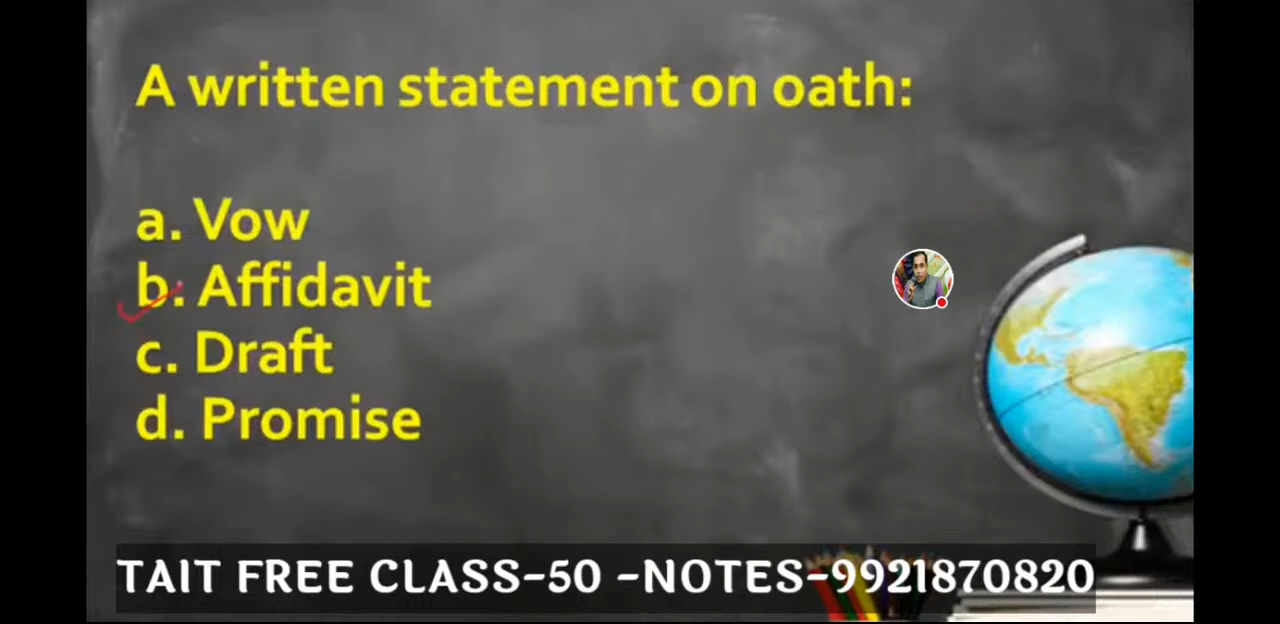 A written statement on oath:
a. Vow
b. Affidavit
c. Draft
d. Promise
TAIT FREE CLASS-50 -NOTES-9921870820